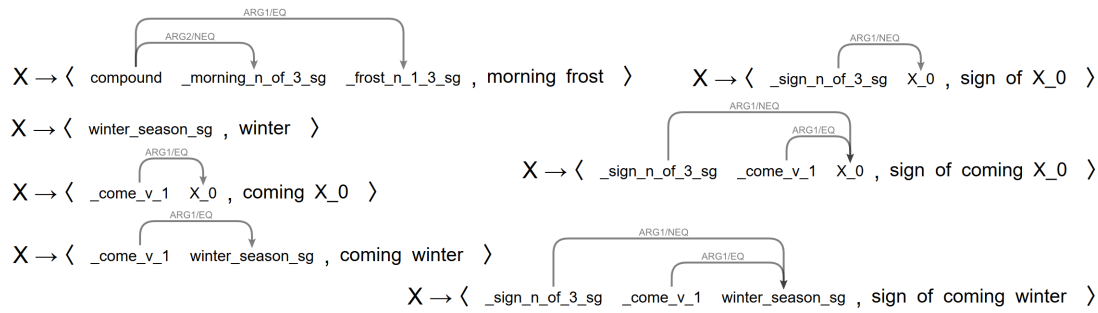 ARG1/EQ
ARG2/NEQ
X → ⟨ compound _morning_n_of_3_sg _frost_n_1_3_sg , morning frost ⟩
X → ⟨ winter_season_sg , winter ⟩
ARG1/EQ
X → ⟨ _come_v_1 X_0 , coming X_0 ⟩
ARG1/EQ
X → ⟨ _come_v_1 winter_season_sg , coming winter ⟩
ARG1/NEQ
X → ⟨ _sign_n_of_3_sg X_0 , sign of X_0 ⟩
ARG1/NEQ
ARG1/EQ
X → ⟨ _sign_n_of_3_sg _come_v_1 X_0 , sign of coming X_0 ⟩
ARG1/NEQ
ARG1/EQ
X → ⟨ _sign_n_of_3_sg _come_v_1 winter_season_sg , sign of coming winter ⟩